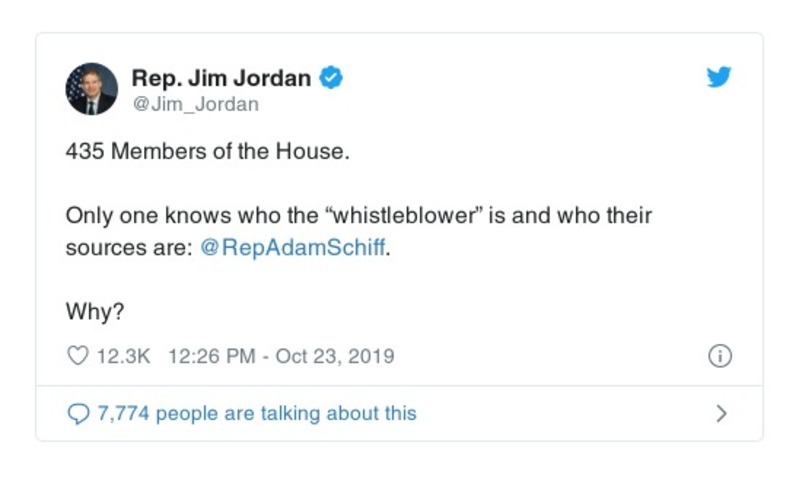 Rep. Jim Jordan
@Jim_Jordan
435 Members of the House.
Only one knows who the “whistleblower” is and who their
sources are: @RepAdamSchiff.
Why?
12.3K 12:26 PM - Oct 23, 2019
7,774 people are talking about this